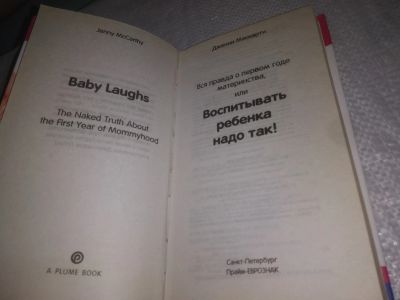 Jenny McCarthy
Baby Laughs
The Naked Truth About
the First Year of Mommyhood
A PLUME BOOK
Дженни Маккарти
Вся правда о первом годе
материнства,
или
Воспитывать
ребенка
надо так!
Санкт-Петербург
Прайм-ЕВРОЗНАК